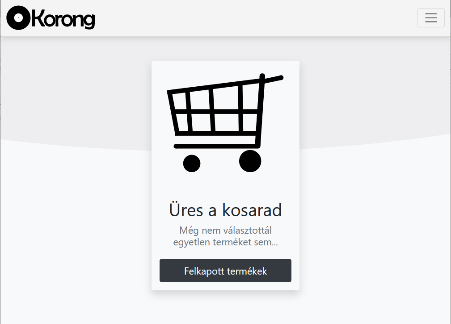 Korong
Üres a kosarad
Még nem választottál
egyetlen terméket sem...
Felkapott termékek